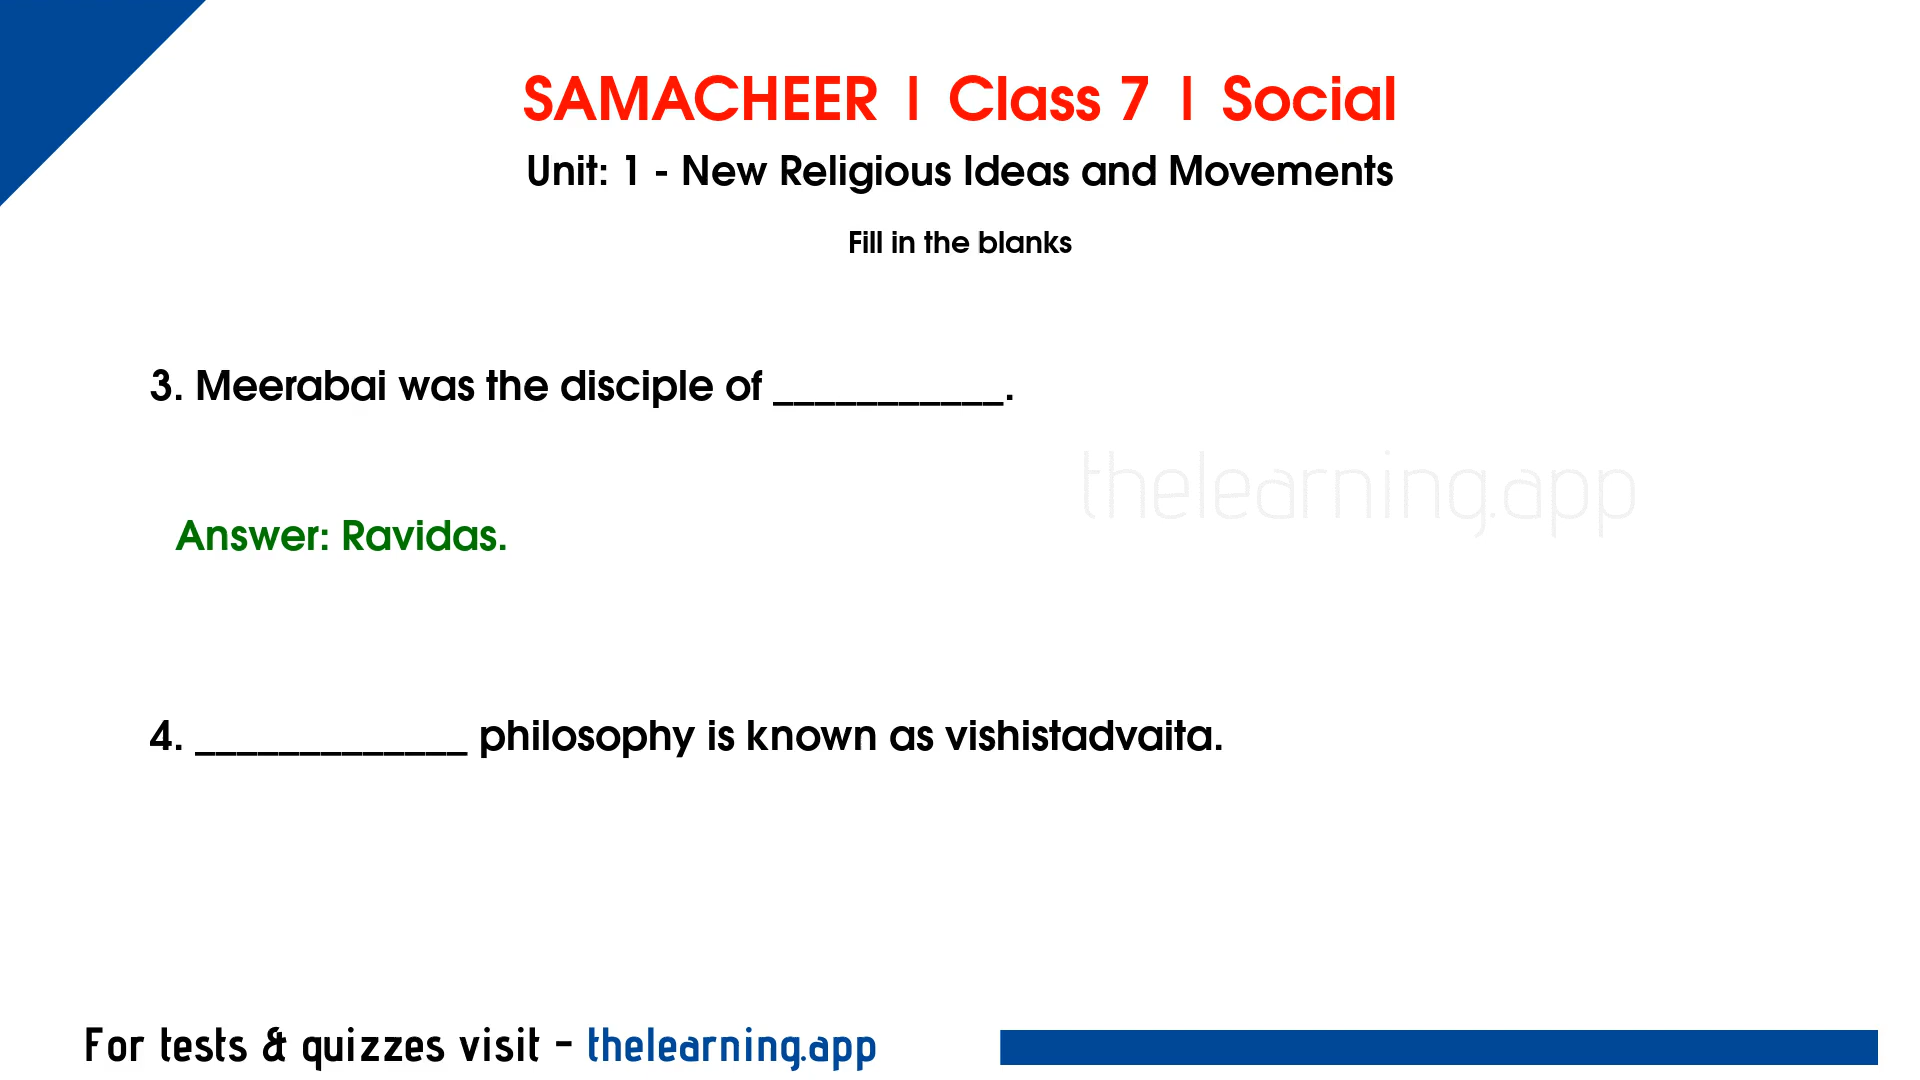 SAMACHEER | Class 7 | Social
Unit: 1 - New Religious Ideas and Movements
Fill in the blanks
3. Meerabai was the disciple of ___________.
thelearning.app
Answer: Ravidas.
4. _____________ philosophy is known as vishistadvaita.
For tests & quizzes visit - thelearning.app